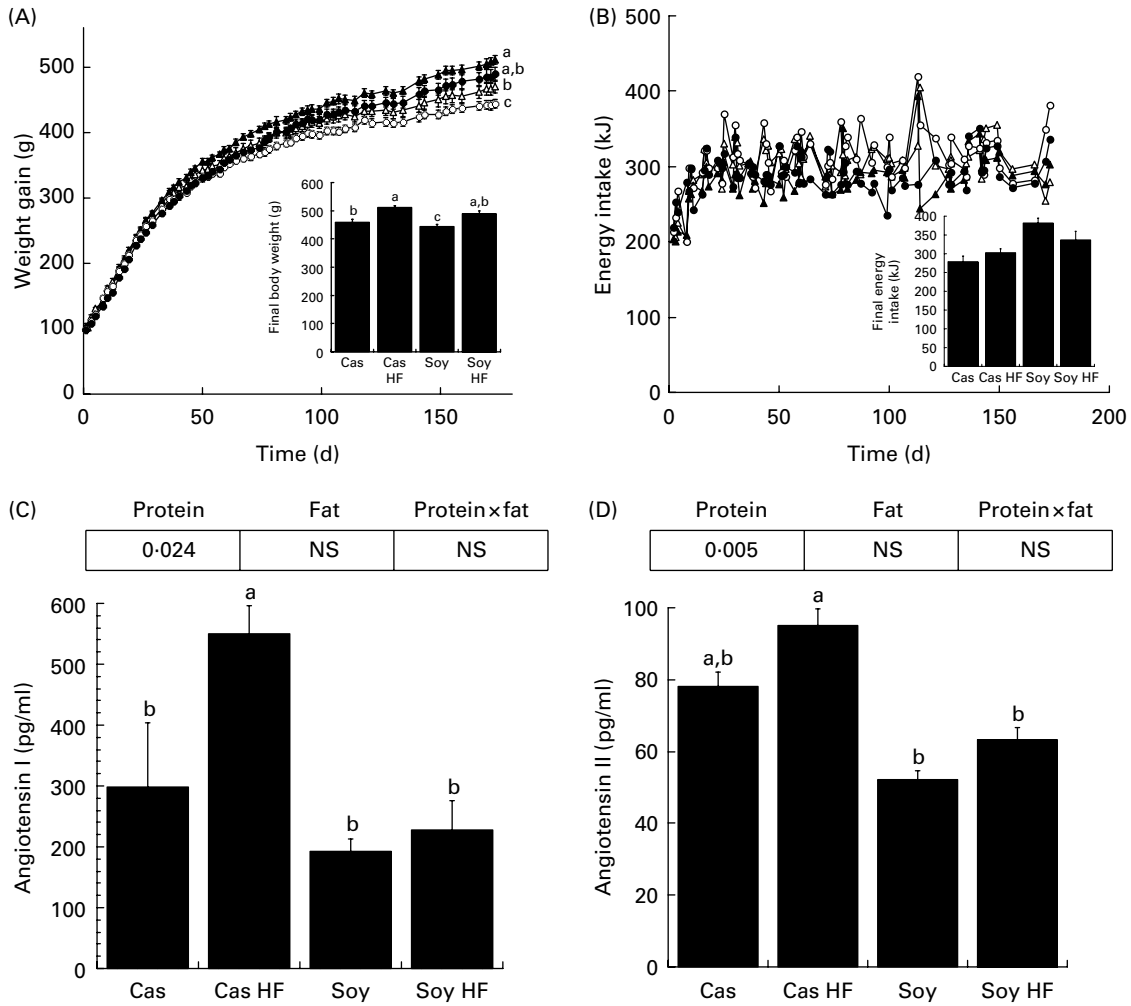 (A)
500
400
300
200
100
0
Weight gain (g)
a
a,b
b
c
600
500
400
300
200
100
0
Final body weight (g)
b
a
c
a,b
Cas
Cas HF
Soy
Soy HF
0
50
100
150
Time (d)
(B)
400
300
200
100
0
Energy intake (kJ)
400
350
300
250
200
150
100
50
0
Final energy
intake (kJ)
Cas Cas HF Soy Soy HF
0
50
100
150
200
Time (d)
(C)
Protein Fat Protein×fat
0·024 NS NS
600
500
400
300
200
100
0
Angiotensin I (pg/ml)
b
a
b
b
Cas Cas HF Soy Soy HF
(D)
Protein Fat Protein×fat
0·005 NS NS
100
80
60
40
20
0
Angiotensin II (pg/ml)
a,b
a
b
b
Cas Cas HF Soy Soy HF